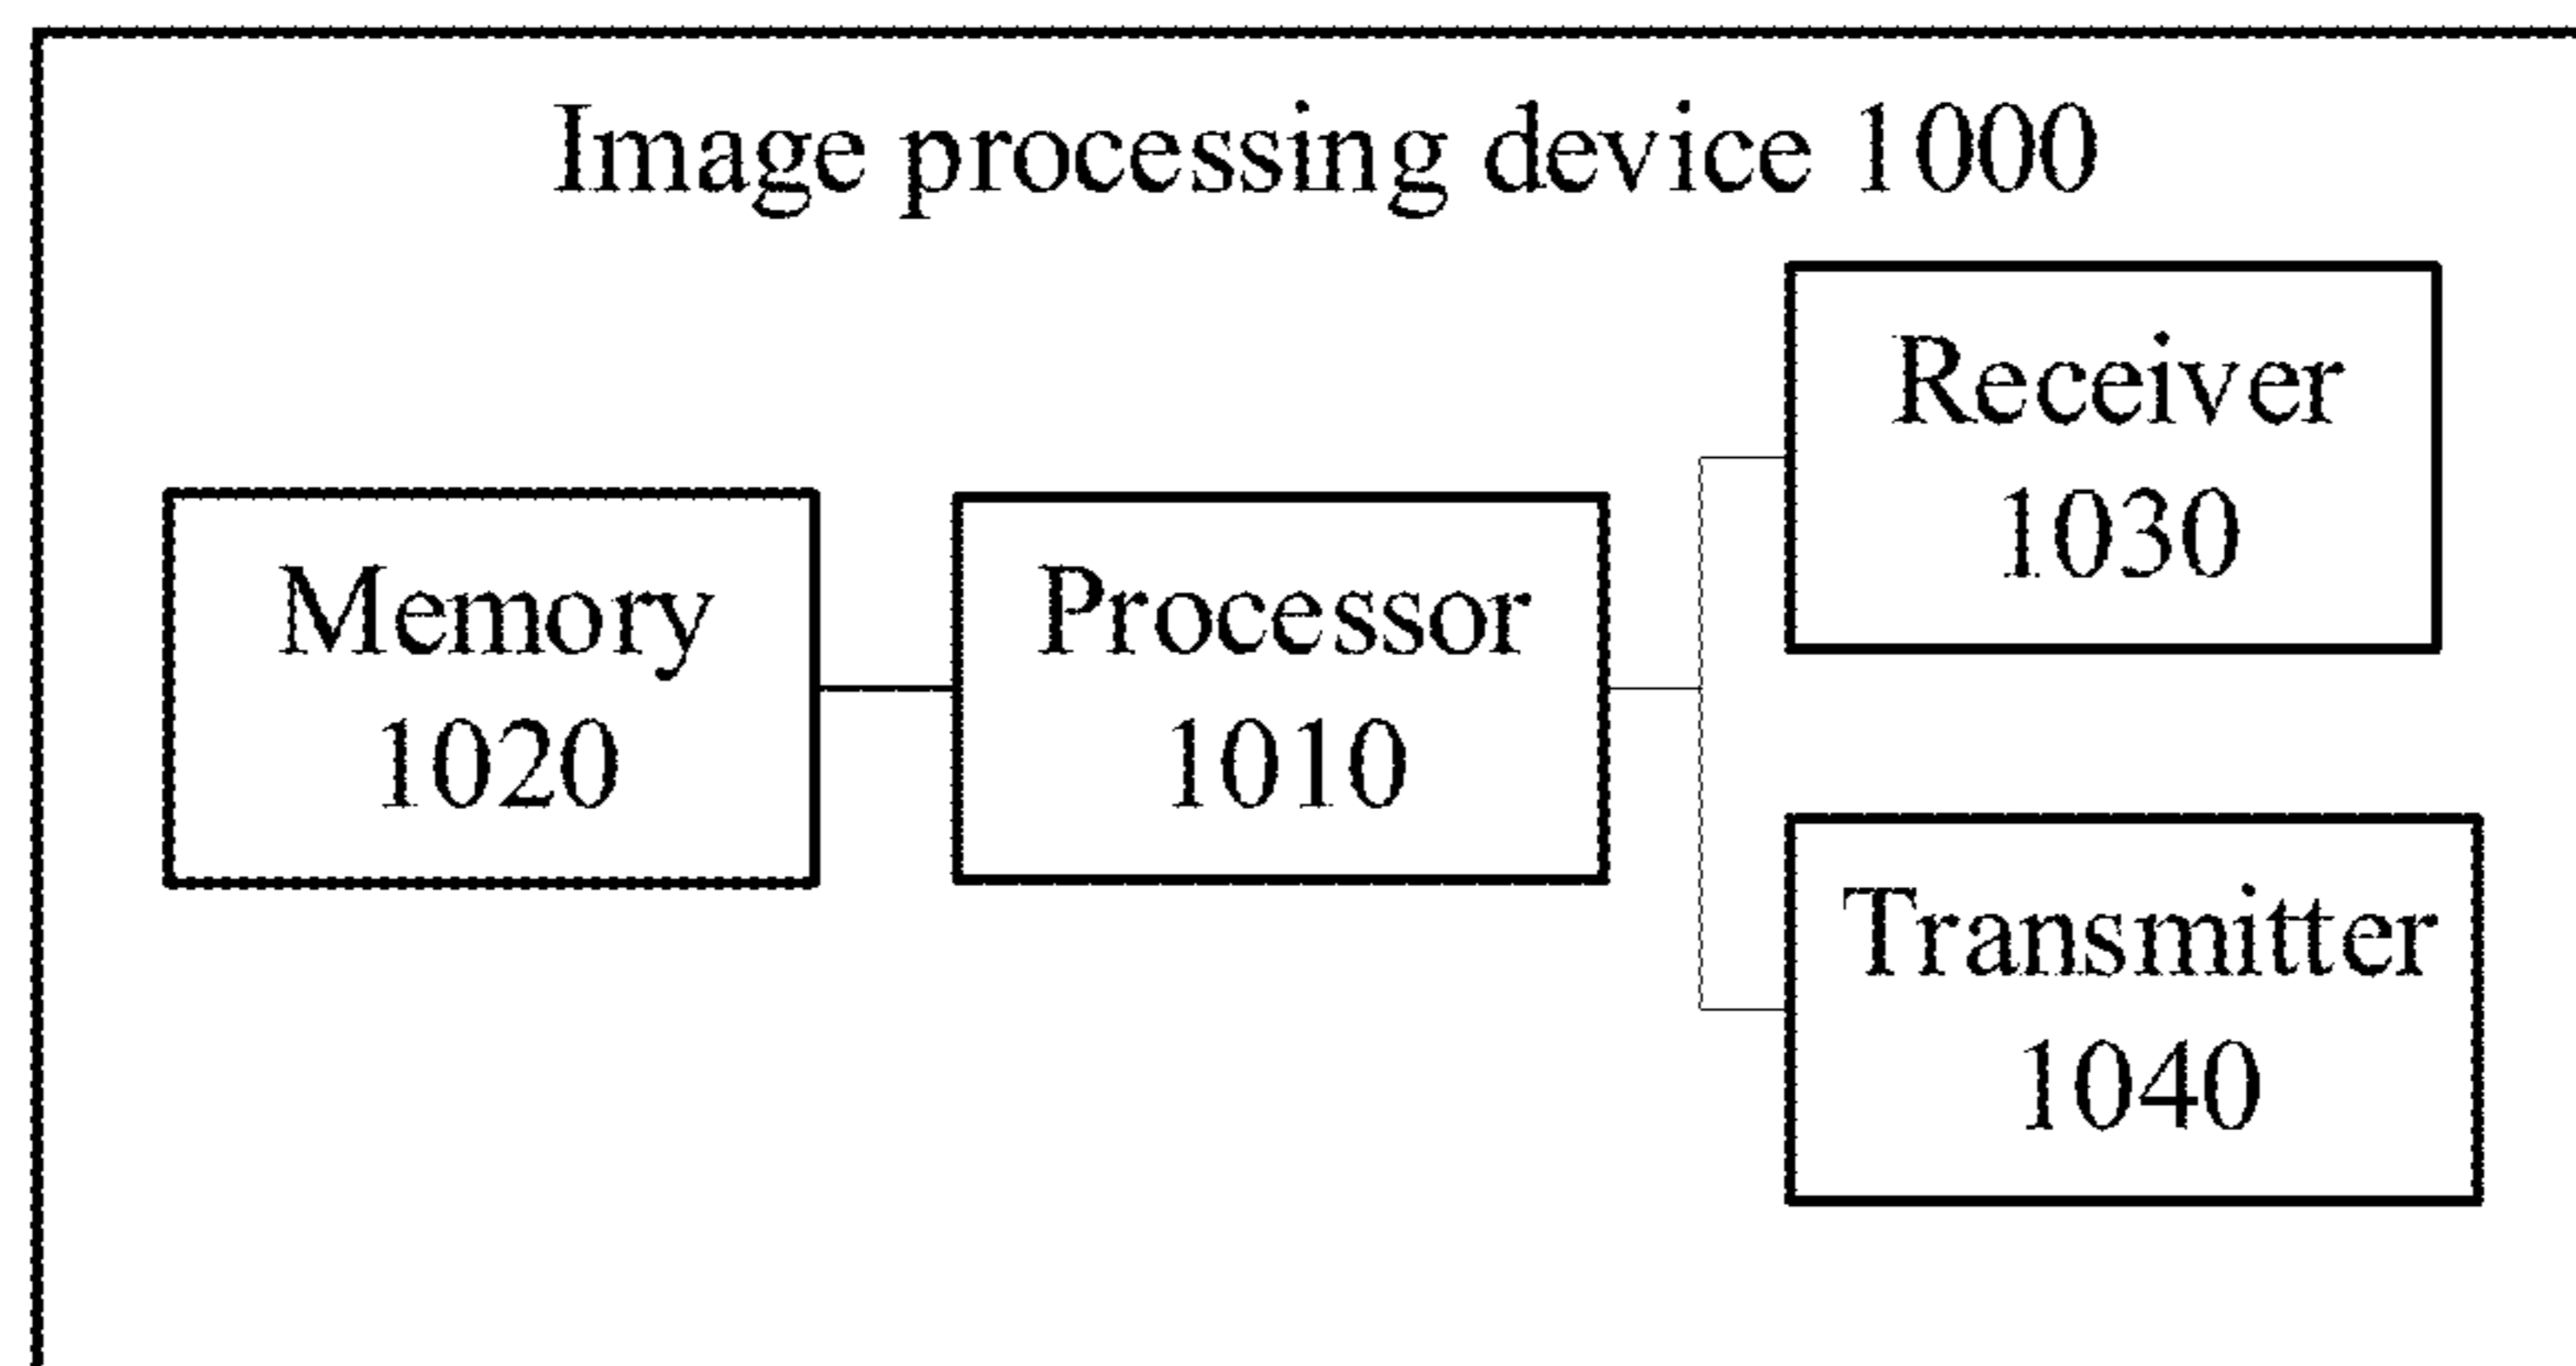 Image processing device 1000
Receiver
1030
Memory
1020
Processor
1010
Transmitter
1040